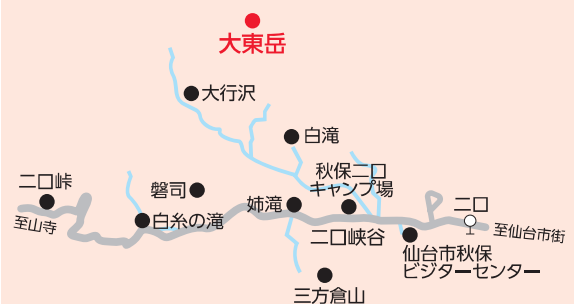 大東岳
大行沢
白滝
秋保二口
キャンプ場
二口峠
磐司
姉滝
二口
至山寺
白糸の滝
二口峡谷
至仙台市街
仙台市秋保
ビジターセンター
三方倉山